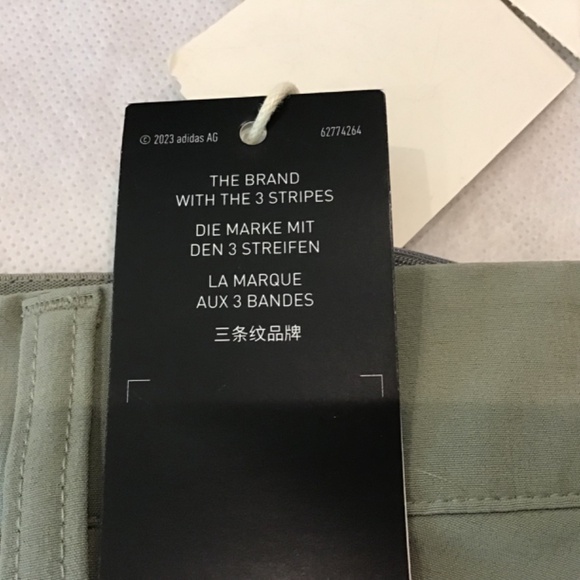 © 2023 adidas AG 62774264
THE BRAND
WITH THE 3 STRIPES
DIE MARKE MIT
DEN 3 STREIFEN
LA MARQUE
AUX 3 BANDES
三条纹品牌